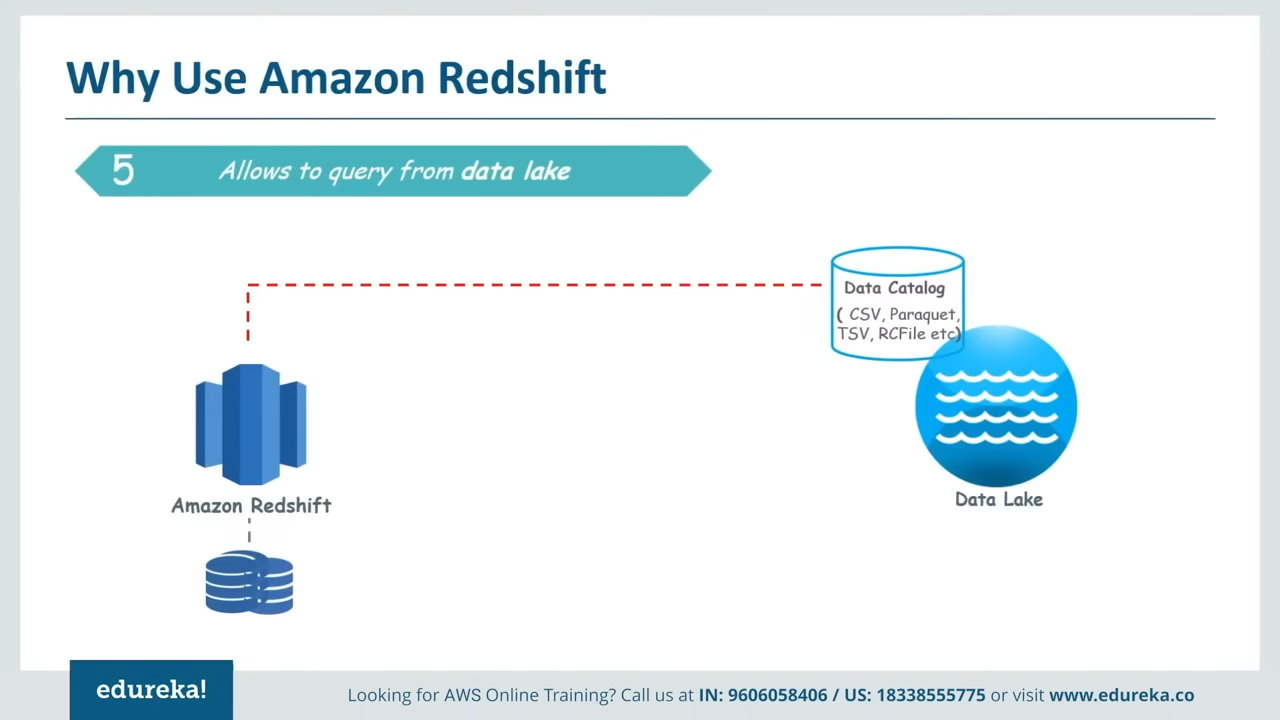 Why Use Amazon Redshift
5 Allows to query from data lake
Data Catalog
( CSV, Paraquet,
TSV, RCFile etc)
Amazon Redshift
Data Lake
edureka!
Looking for AWS Online Training? Call us at IN: 9606058406 / US: 18338555775 or visit www.edureka.co